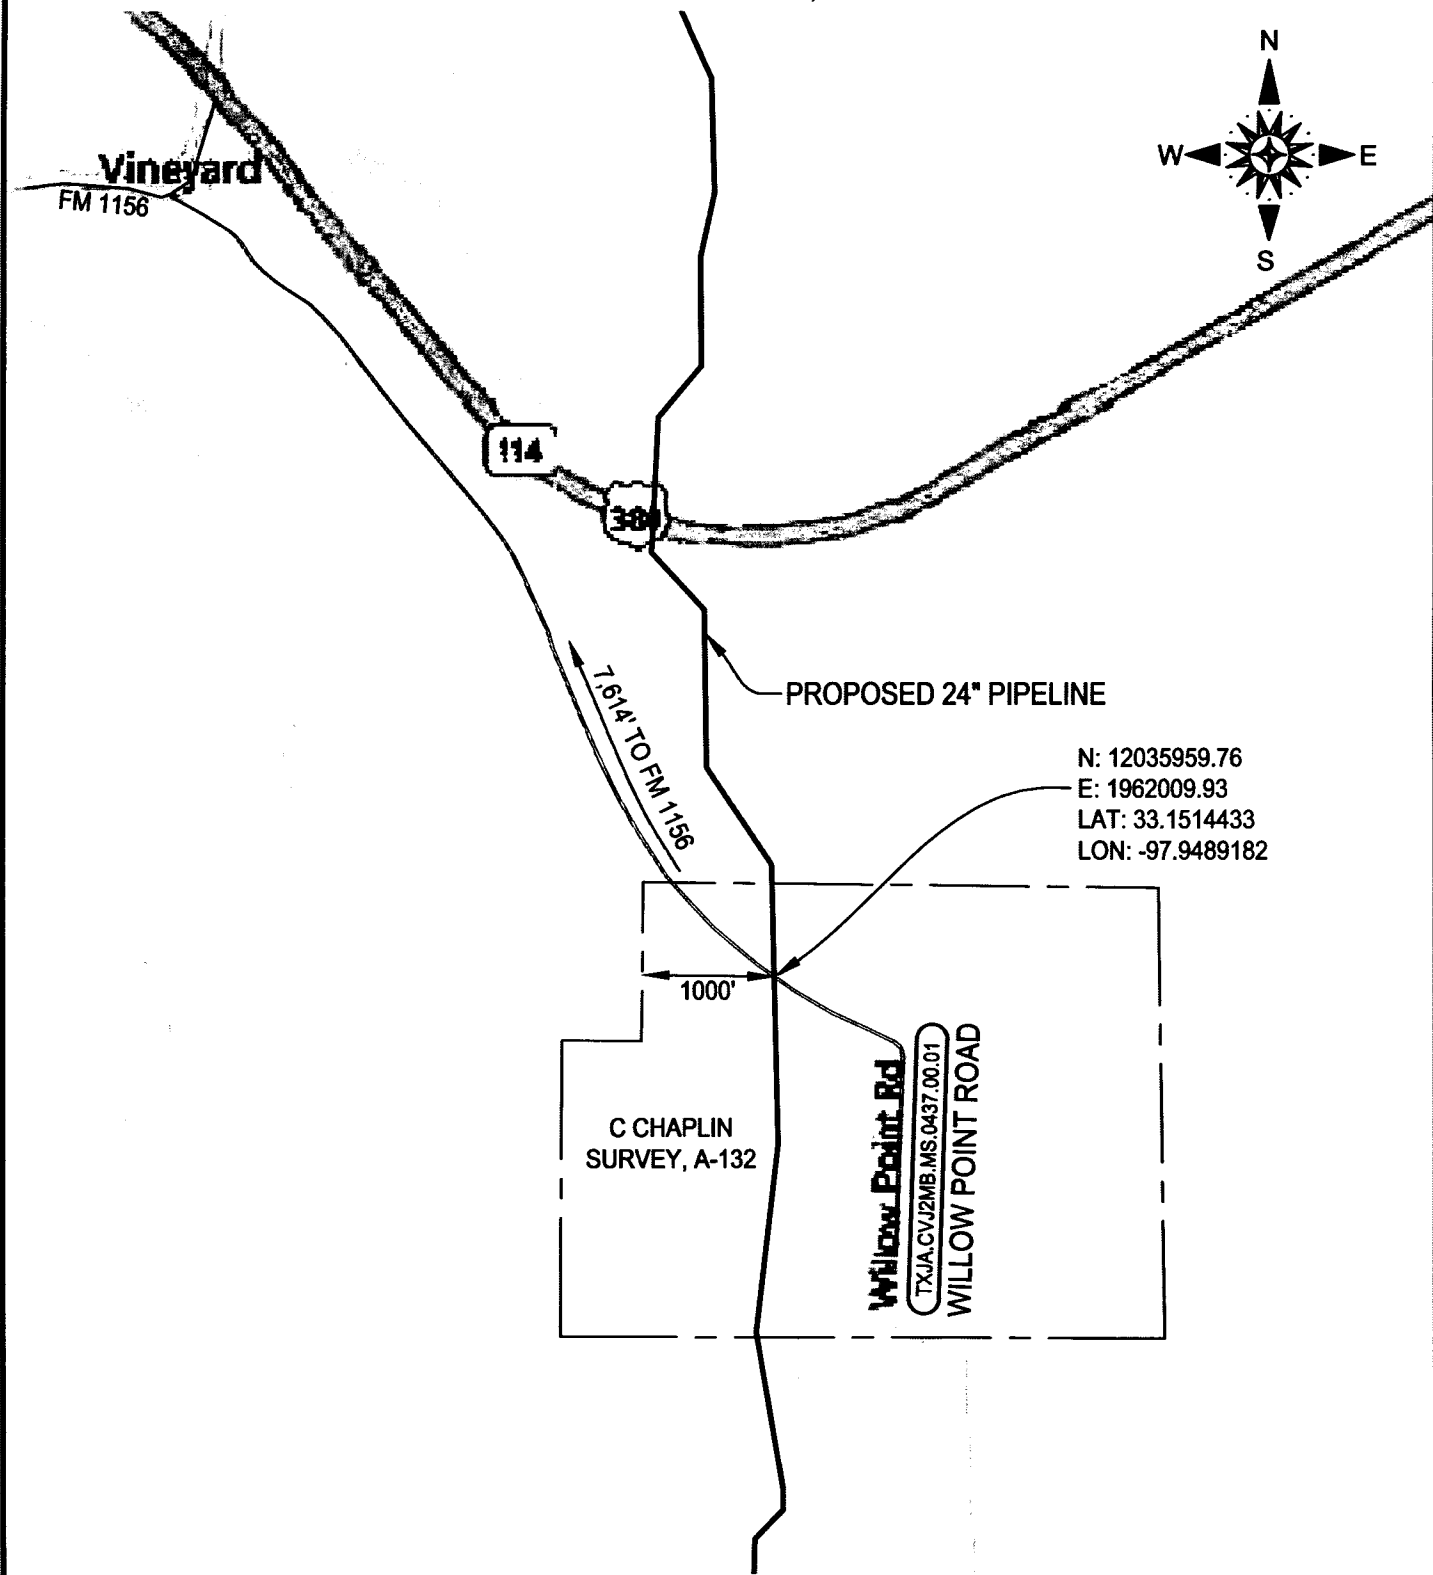 N
W
E
S
Vineyard
FM 1156
114
380
7,614' TO FM 1156
PROPOSED 24" PIPELINE
N: 12035959.76
E: 1962009.93
LAT: 33.1514433
LON: -97.9489182
1000'
C CHAPLIN
SURVEY, A-132
Willow Point Rd
TXJA.CVJ2MB.MS.0437.00.01
WILLOW POINT ROAD